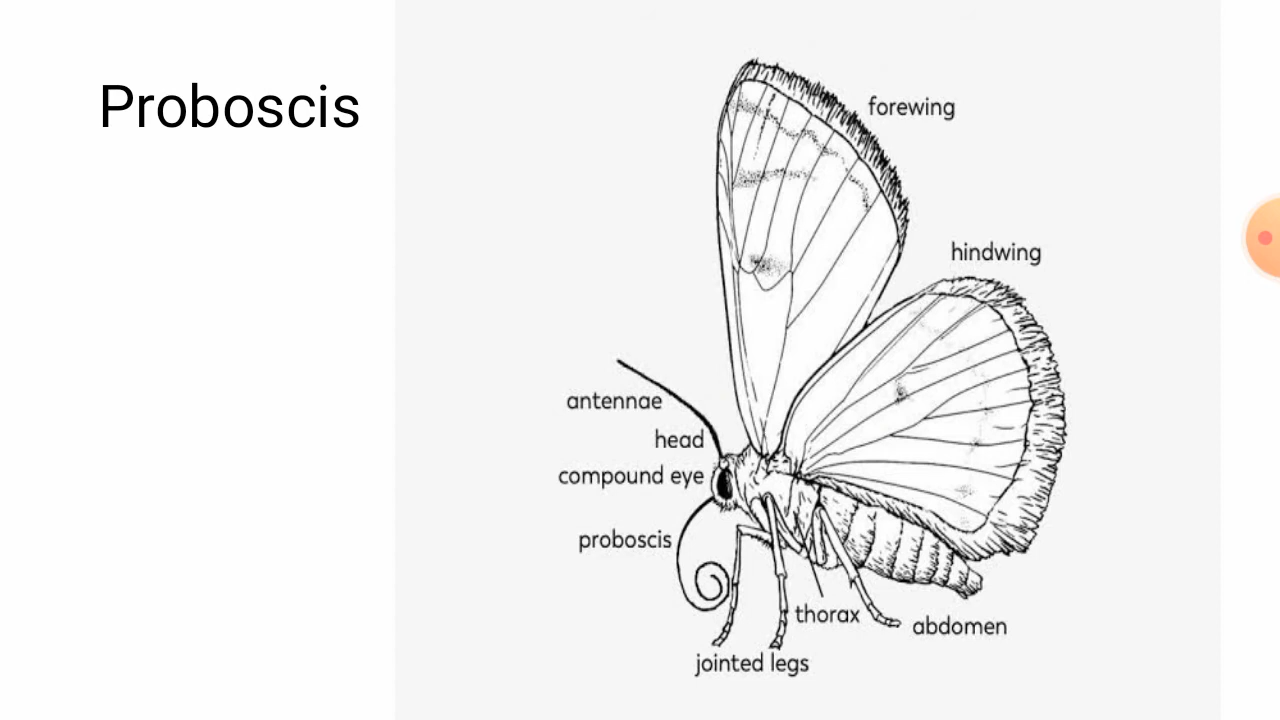 Proboscis
forewing
hindwing
antennae
head
compound eye
proboscis
thorax
abdomen
jointed legs